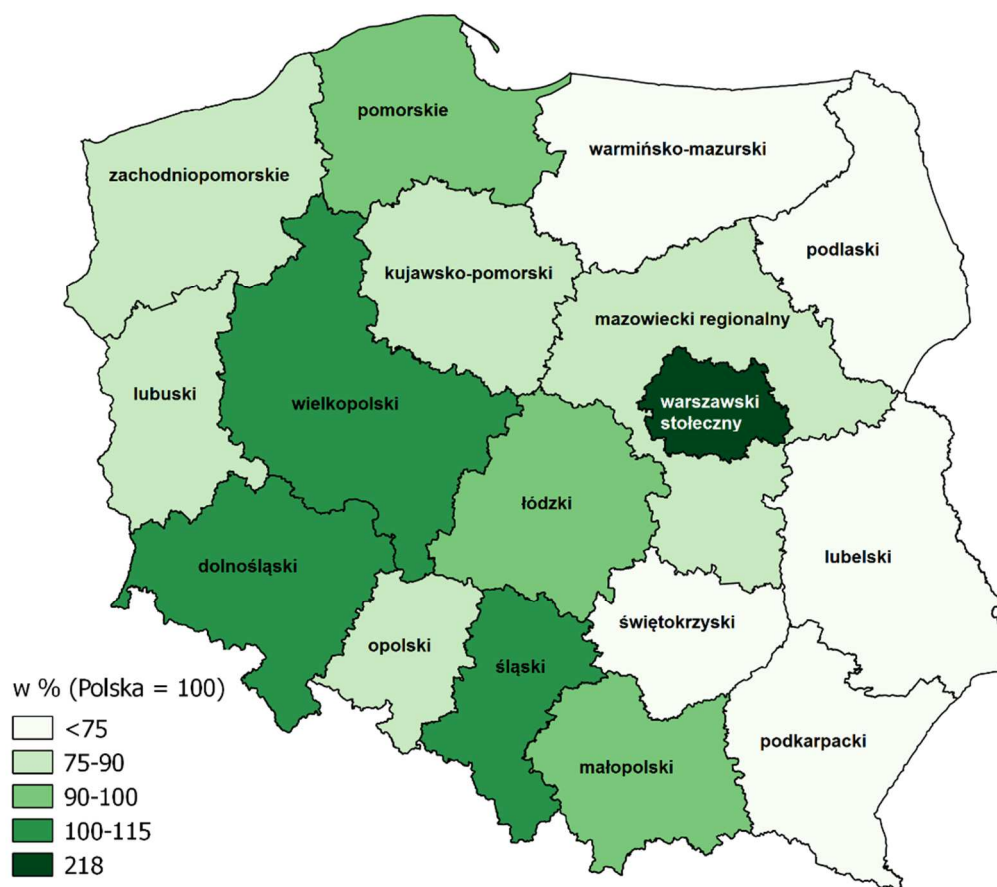 pomorskie
warmińsko-mazurski
zachodniopomorskie
podlaski
kujawsko-pomorski
mazowiecki regionalny
lubuski
wielkopolski
warszawski
stołeczny
łódzki
dolnośląski
lubelski
świętokrzyski
opolski
śląski
podkarpacki
małopolski
w % (Polska = 100)
<75
75-90
90-100
100-115
218